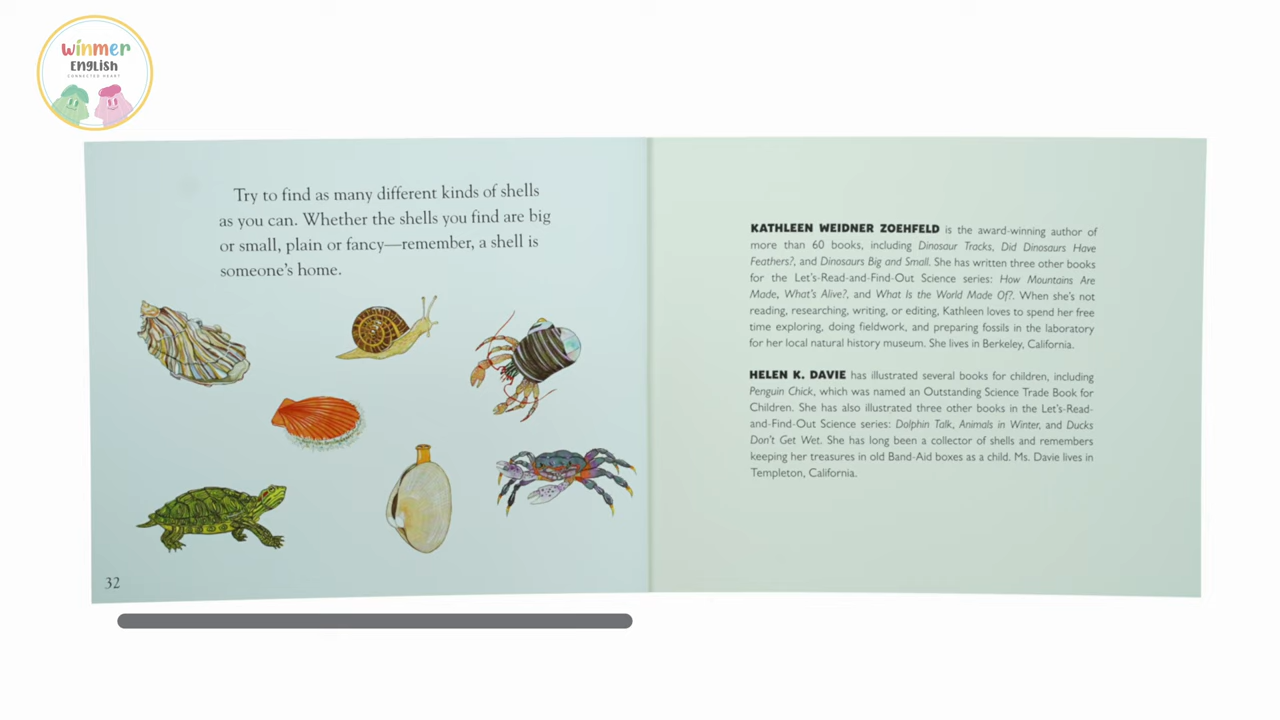 winmer
English
CONNECTED HEART
Try to find as many different kinds of shells
as you can. Whether the shells you find are big
or small, plain or fancy—remember, a shell is
someone's home.
32
KATHLEEN WEIDNER ZOEHFELD is the award-winning author of
more than 60 books, including Dinosaur Tracks, Did Dinosaurs Have
Feathers?, and Dinosaurs Big and Small. She has written three other books
for the Let's-Read-and-Find-Out Science series: How Mountains Are
Made, What's Alive?, and What Is the World Made Of?. When she's not
reading, researching, writing, or editing, Kathleen loves to spend her free
time exploring, doing fieldwork, and preparing fossils in the laboratory
for her local natural history museum. She lives in Berkeley, California.
HELEN K. DAVIE has illustrated several books for children, including
Penguin Chick, which was named an Outstanding Science Trade Book for
Children. She has also illustrated three other books in the Let's-Read-
and-Find-Out Science series: Dolphin Talk, Animals in Winter, and Ducks
Don't Get Wet. She has long been a collector of shells and remembers
keeping her treasures in old Band-Aid boxes as a child. Ms. Davie lives in
Templeton, California.